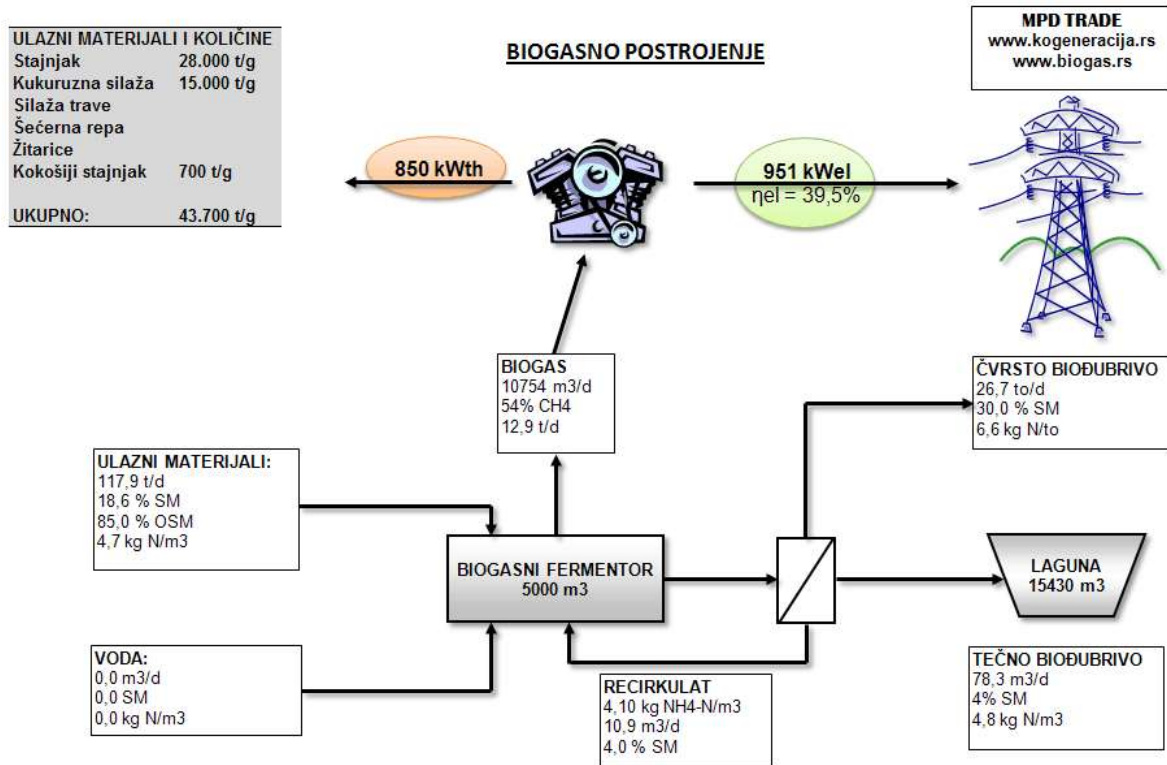 ULAZNI MATERIJALI I KOLIČINE
Stajnjak 28.000 t/g
Kukuruzna silaža 15.000 t/g
Silaža trave
Šećerna repa
Žitarice
Kokošiji stajnjak 700 t/g
UKUPNO: 43.700 t/g
BIOGASNO POSTROJENJE
MPD TRADE
www.kogeneracija.rs
www.biogas.rs
850 kWth
951 kWel
ηel = 39,5%
BIOGAS
10754 m3/d
54% CH4
12,9 t/d
ČVRSTO BIOĐUBRIVO
26,7 to/d
30,0 % SM
6,6 kg N/to
ULAZNI MATERIJALI:
117,9 t/d
18,6 % SM
85,0 % OSM
4,7 kg N/m3
BIOGASNI FERMENTOR
5000 m3
LAGUNA
15430 m3
VODA:
0,0 m3/d
0,0 SM
0,0 kg N/m3
RECIRKULAT
4,10 kg NH4-N/m3
10,9 m3/d
4,0 % SM
TEČNO BIOĐUBRIVO
78,3 m3/d
4% SM
4,8 kg N/m3